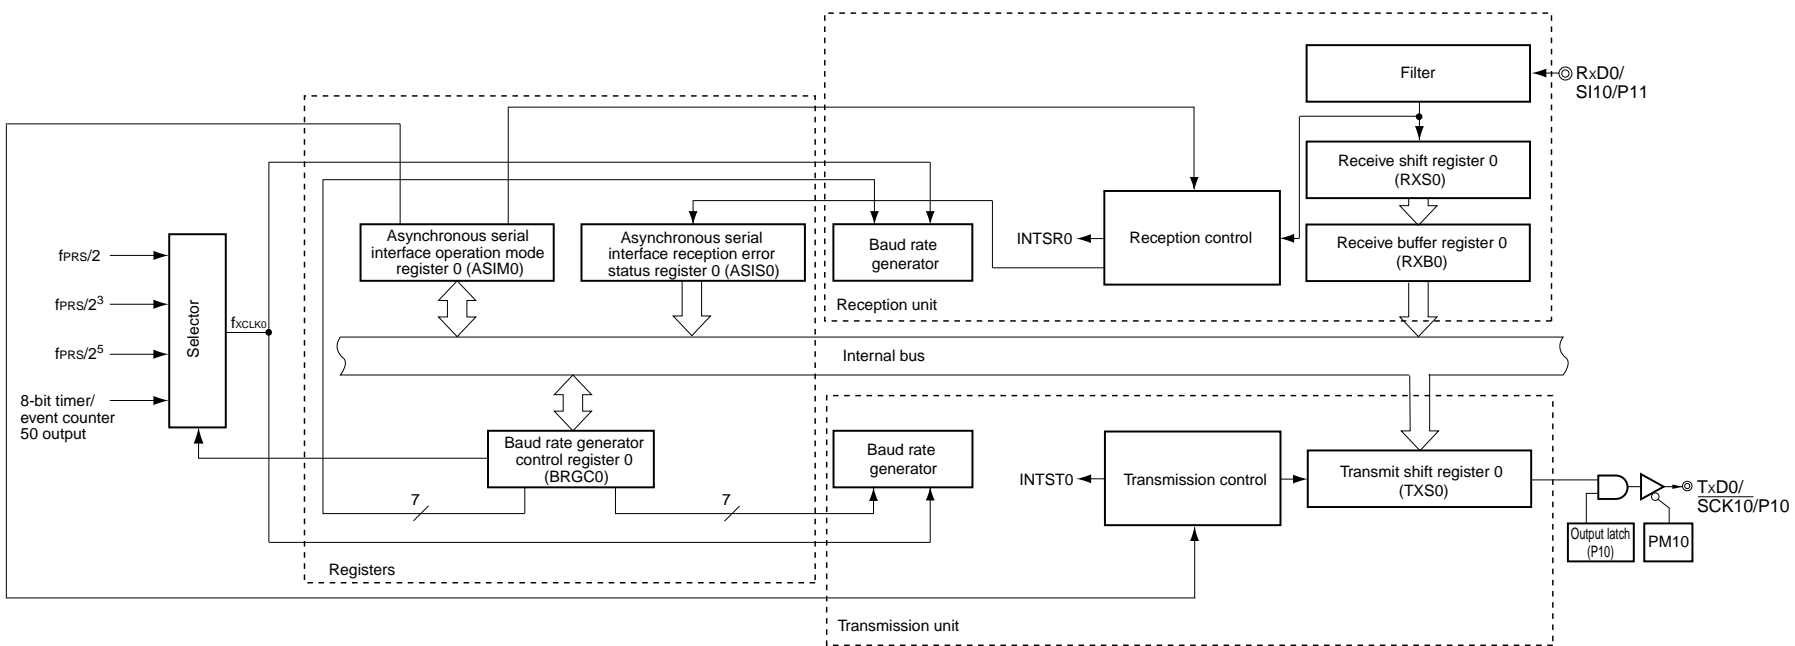 Filter
RxD0/
SI10/P11
Receive shift register 0
(RXS0)
Asynchronous serial
interface operation mode
register 0 (ASIM0)
Asynchronous serial
interface reception error
status register 0 (ASIS0)
Baud rate
generator
INTSR0
Reception control
Receive buffer register 0
(RXB0)
Reception unit
fPRS/2
fPRS/2^3
fPRS/2^5
8-bit timer/
event counter
50 output
Selector
fXCLK0
Internal bus
Baud rate generator
control register 0
(BRGC0)
7
7
Registers
Baud rate
generator
INTST0
Transmission control
Transmit shift register 0
(TXS0)
TxD0/
SCK10/P10
Output latch
(P10)
PM10
Transmission unit